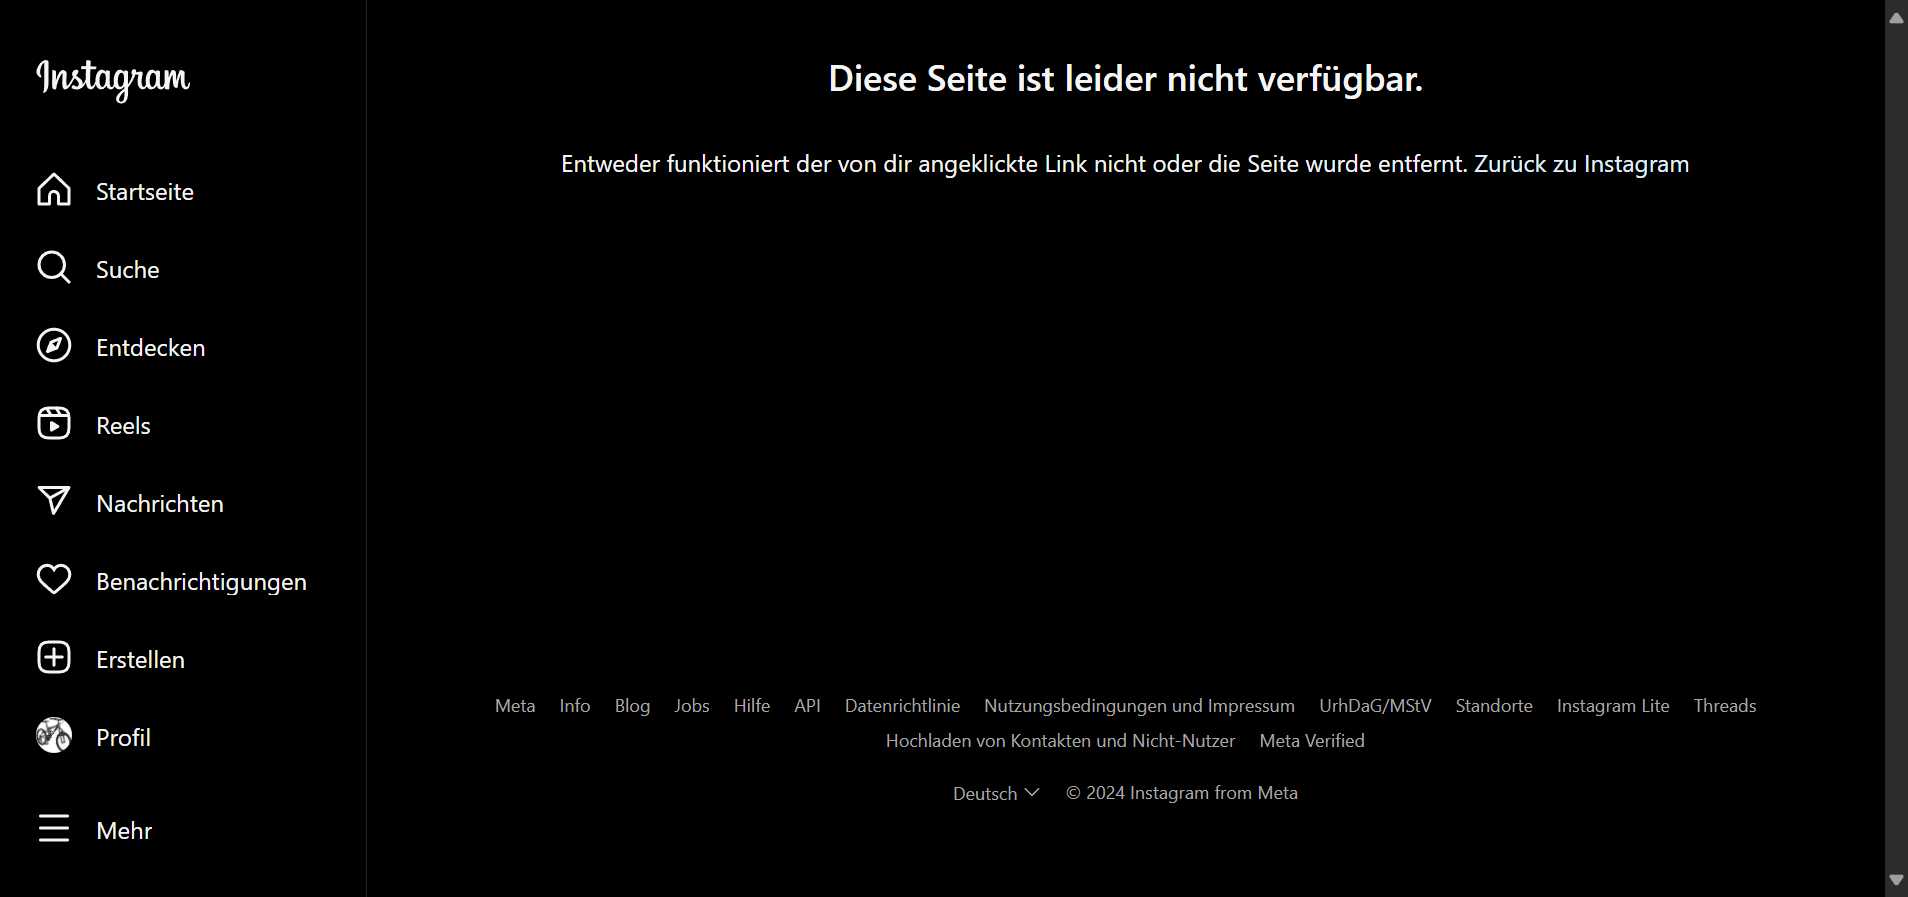 Instagram
Startseite
Suche
Entdecken
Reels
Nachrichten
Benachrichtigungen
Erstellen
Profil
Mehr
Diese Seite ist leider nicht verfügbar.
Entweder funktioniert der von dir angeklickte Link nicht oder die Seite wurde entfernt. Zurück zu Instagram
Meta Info Blog Jobs Hilfe API Datenrichtlinie Nutzungsbedingungen und Impressum UrhDaG/MStV Standorte Instagram Lite Threads
Hochladen von Kontakten und Nicht-Nutzer Meta Verified
Deutsch © 2024 Instagram from Meta